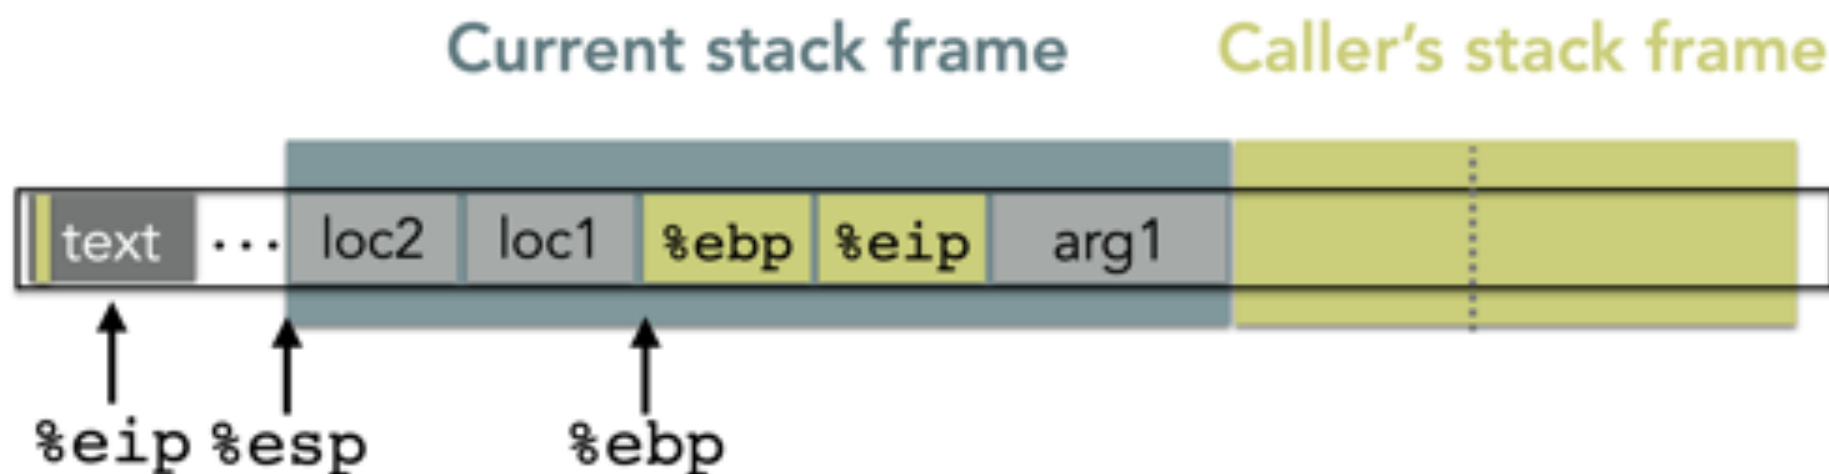 Current stack frame Caller's stack frame
text ... loc2 loc1 %ebp %eip arg1
%eip %esp %ebp